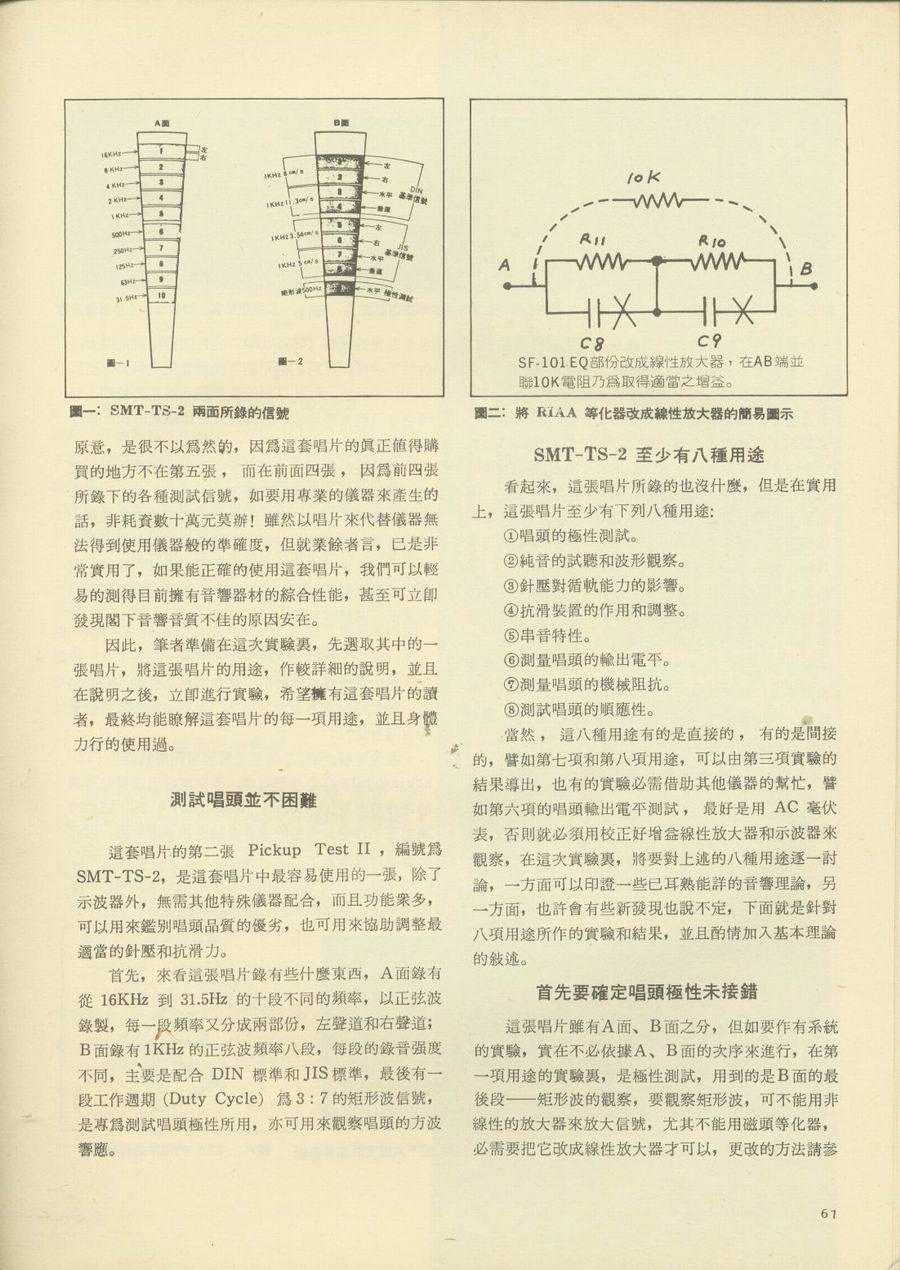 A面
16KHz
8 KHz
4 KHz
2 KHz
1 KHz
500Hz
250Hz
125Hz
63Hz
31.5Hz
1
2
3
4
5
6
7
8
9
10
左
右
圖—1
B面
1KHz
1KHz
1KHz 3.54cm/s
1KHz 5 cm/s
矩形波500Hz
2
3
4
5
6
7
8
左
右
水平
垂直
DIN
基準信號
左
右
水平
垂直
JIS
基準信號
水平 極性測試
圖—2
圖一：SMT-TS-2 兩面所錄的信號
原意，是很不以爲然的，因爲這套唱片的眞正值得購
買的地方不在第五張，而在前面四張，因爲前四張
所錄下的各種測試信號，如要用專業的儀器來產生的
話，非耗資數十萬元莫辦！雖然以唱片來代替儀器無
法得到使用儀器般的準確度，但就業餘者言，已是非
常實用了，如果能正確的使用這套唱片，我們可以輕
易的測得目前擁有音響器材的綜合性能，甚至可立卽
發現閣下音響音質不佳的原因安在。
因此，筆者準備在這次實驗裏，先選取其中的一
張唱片，將這張唱片的用途，作較詳細的說明，並且
在說明之後，立卽進行實驗，希望擁有這套唱片的讀
者，最終均能瞭解這套唱片的每一項用途，並且身體
力行的使用過。
測試唱頭並不困難
這套唱片的第二張 Pickup Test II ，編號爲
SMT-TS-2，是這套唱片中最容易使用的一張，除了
示波器外，無需其他特殊儀器配合，而且功能衆多，
可以用來鑑別唱頭品質的優劣，也可用來協助調整最
適當的針壓和抗滑力。
首先，來看這張唱片錄有些什麼東西，A面錄有
從 16KHz 到 31.5Hz 的十段不同的頻率，以正弦波
錄製，每一段頻率又分成兩部份，左聲道和右聲道；
B面錄有1KHz 的正弦波頻率八段，每段的錄音强度
不同，主要是配合 DIN 標準和JIS標準，最後有一
段工作週期 (Duty Cycle) 爲 3：7的矩形波信號，
是專爲測試唱頭極性所用，亦可用來觀察唱頭的方波
響應。
10K
R11
R10
A
B
C8
C9
SF-101 EQ部份改成線性放大器，在AB端並
聯10K電阻乃爲取得適當之增益。
圖二：將 RIAA 等化器改成線性放大器的簡易圖示
SMT-TS-2 至少有八種用途
看起來，這張唱片所錄的也沒什麼，但是在實用
上，這張唱片至少有下列八種用途：
①唱頭的極性測試。
②純音的試聽和波形觀察。
③針壓對循軌能力的影響。
④抗滑裝置的作用和調整。
⑤串音特性。
⑥測量唱頭的輸出電平。
⑦測量唱頭的機械阻抗。
⑧測試唱頭的順應性。
當然，這八種用途有的是直接的，有的是間接
的，譬如第七項和第八項用途，可以由第三項實驗的
結果導出，也有的實驗必需借助其他儀器的幫忙，譬
如第六項的唱頭輸出電平測試，最好是用 AC 毫伏
表，否則就必須用校正好增益線性放大器和示波器來
觀察，在這次實驗裏，將要對上述的八種用途逐一討
論，一方面可以印證一些已耳熟能詳的音響理論，另
一方面，也許會有些新發現也說不定，下面就是針對
八項用途所作的實驗和結果，並且酌情加入基本理論
的敍述。
首先要確定唱頭極性未接錯
這張唱片雖有A面、B面之分，但如要作有系統
的實驗，實在不必依據A、B面的次序來進行，在第
一項用途的實驗裏，是極性測試，用到的是B面的最
後段——矩形波的觀察，要觀察矩形波，可不能用非
線性的放大器來放大信號，尤其不能用磁頭等化器，
必需要把它改成線性放大器才可以，更改的方法請參
61